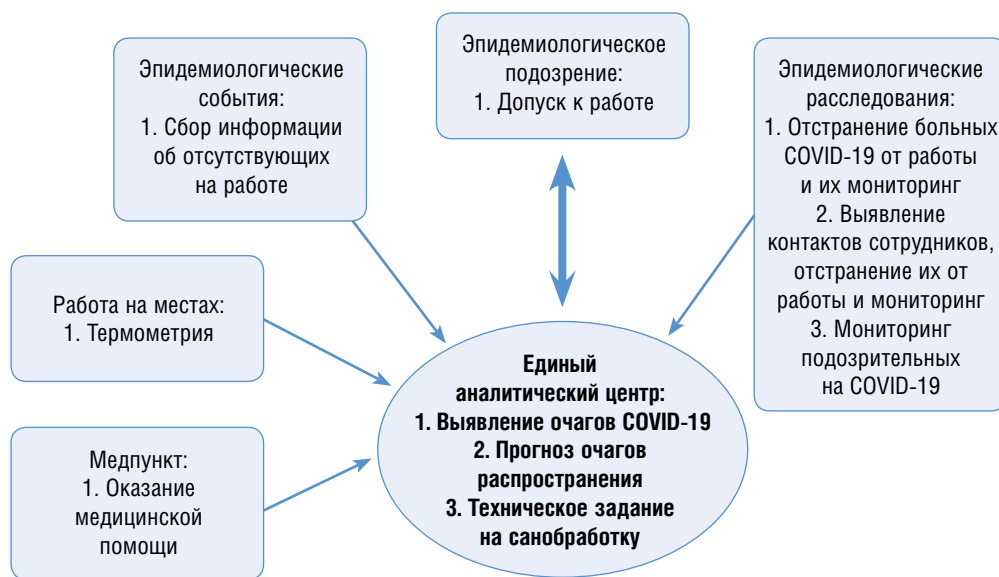 Эпидемиологические
события:
1. Сбор информации
об отсутствующих
на работе
Эпидемиологическое
подозрение:
1. Допуск к работе
Эпидемиологические
расследования:
1. Отстранение больных
COVID-19 от работы
и их мониторинг
2. Выявление
контактов сотрудников,
отстранение их от
работы и мониторинг
3. Мониторинг
подозрительных
на COVID-19
Работа на местах:
1. Термометрия
Медпункт:
1. Оказание
медицинской
помощи
Единый
аналитический центр:
1. Выявление очагов COVID-19
2. Прогноз очагов
распространения
3. Техническое задание
на санобработку